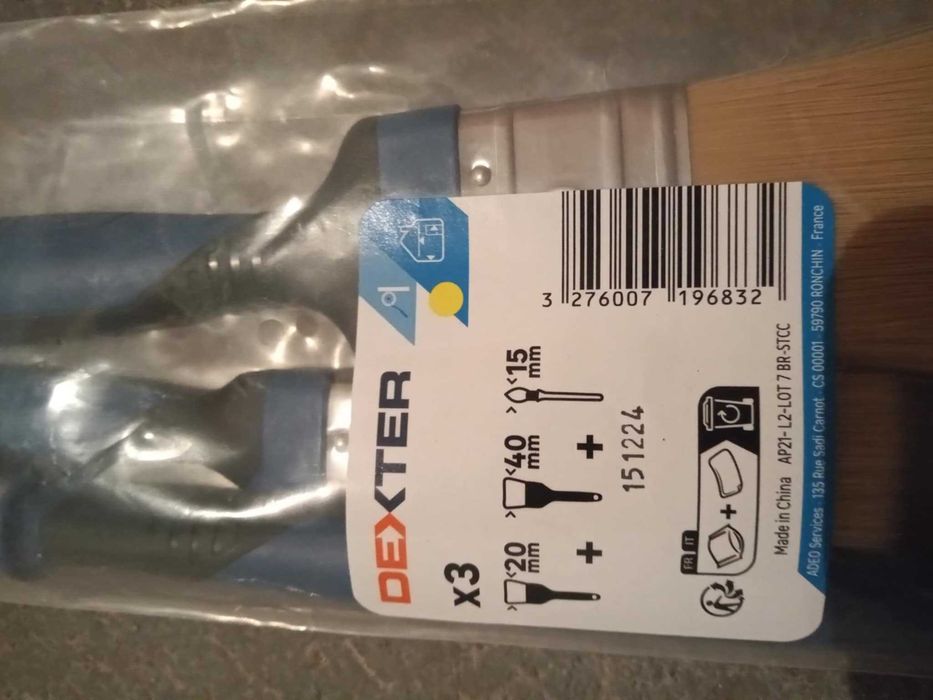 DEXTER
x3
20 mm
+
40 mm
+
15 mm
151224
3 276007 196832
FR IT
+
Made in China AP21-L2-LOT 7 BR-STCC
ADEO Services - 135 Rue Sadi Carnot - CS 00001 - 59790 RONCHIN - France